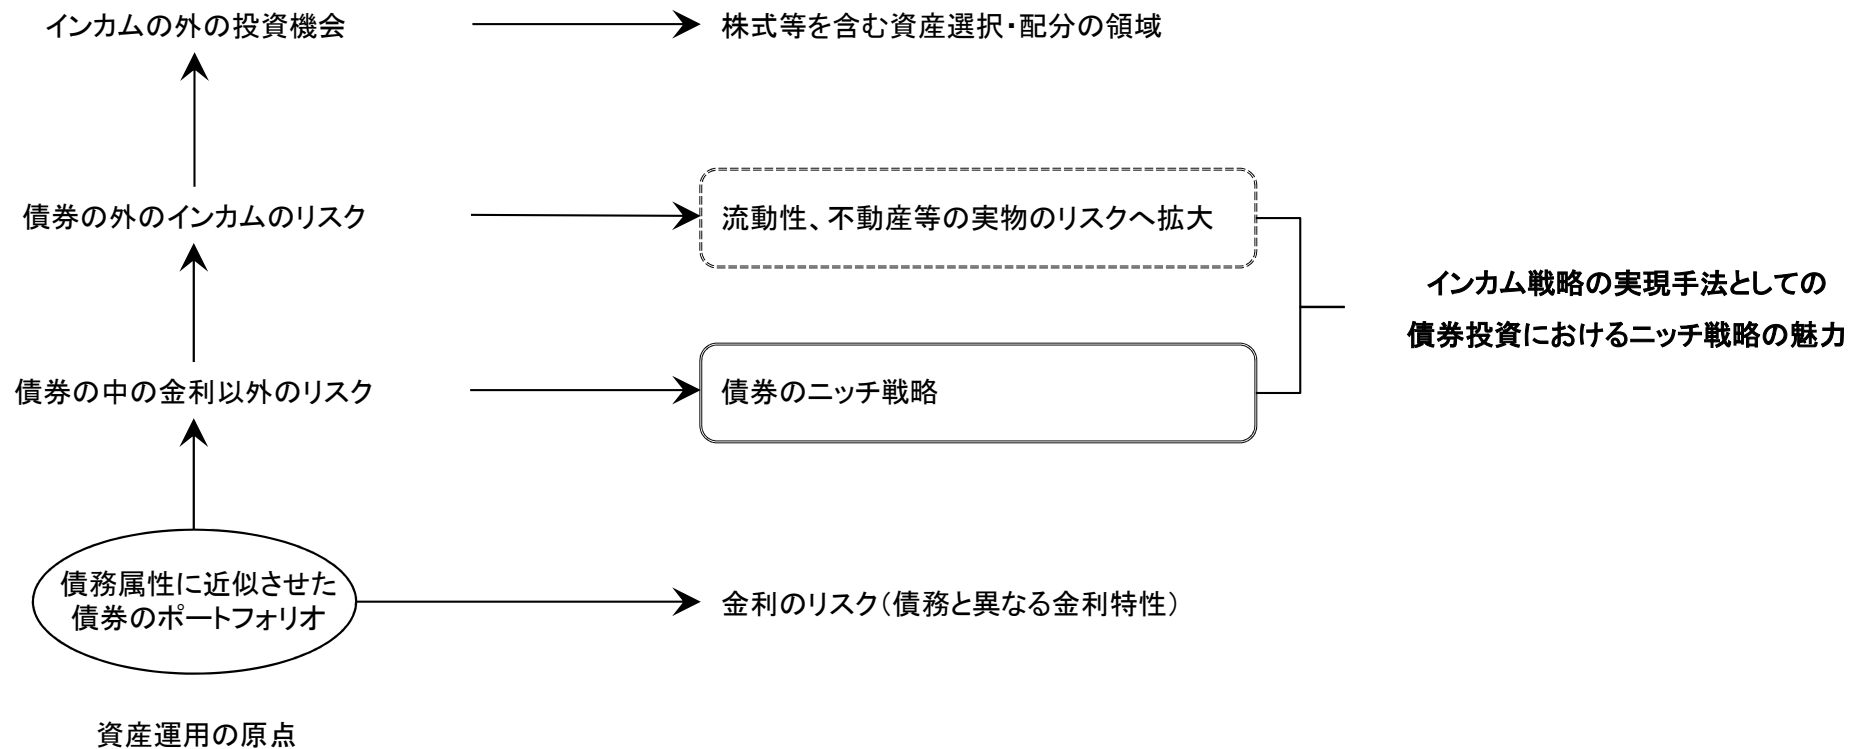 インカムの外の投資機会
株式等を含む資産選択・配分の領域
債券の外のインカムのリスク
流動性、不動産等の実物のリスクへ拡大
インカム戦略の実現手法としての
債券投資におけるニッチ戦略の魅力
債券の中の金利以外のリスク
債券のニッチ戦略
債務属性に近似させた
債券のポートフォリオ
金利のリスク(債務と異なる金利特性)
資産運用の原点